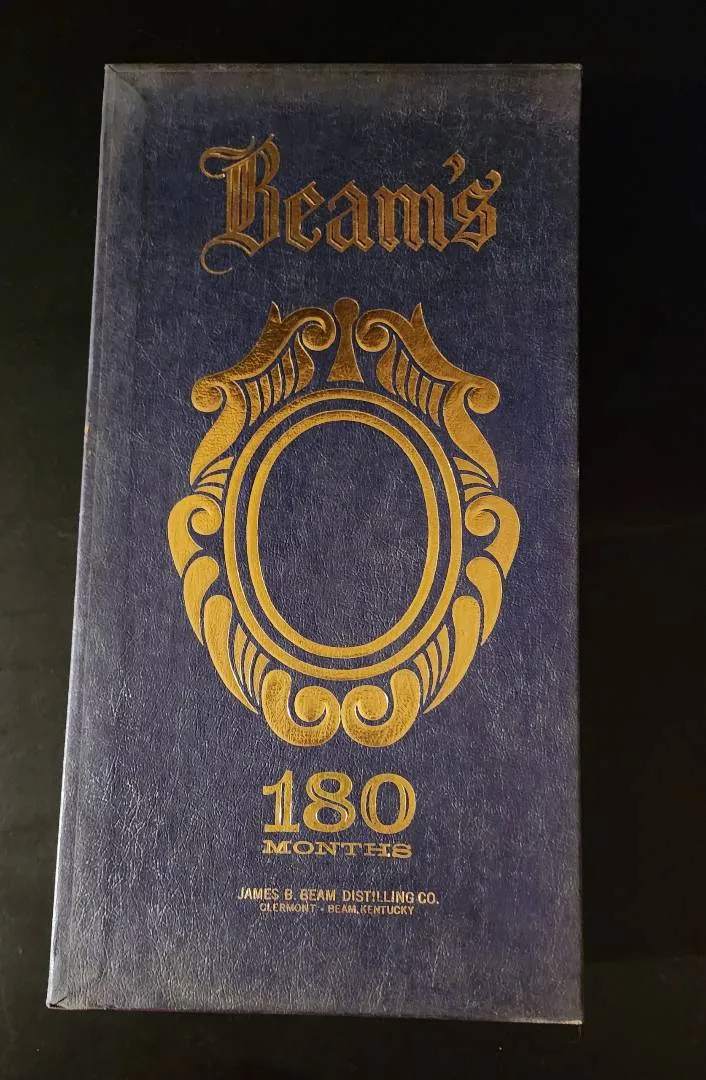 Beam's
180
MONTHS
JAMES B. BEAM DISTILLING CO.
CLERMONT - BEAM, KENTUCKY